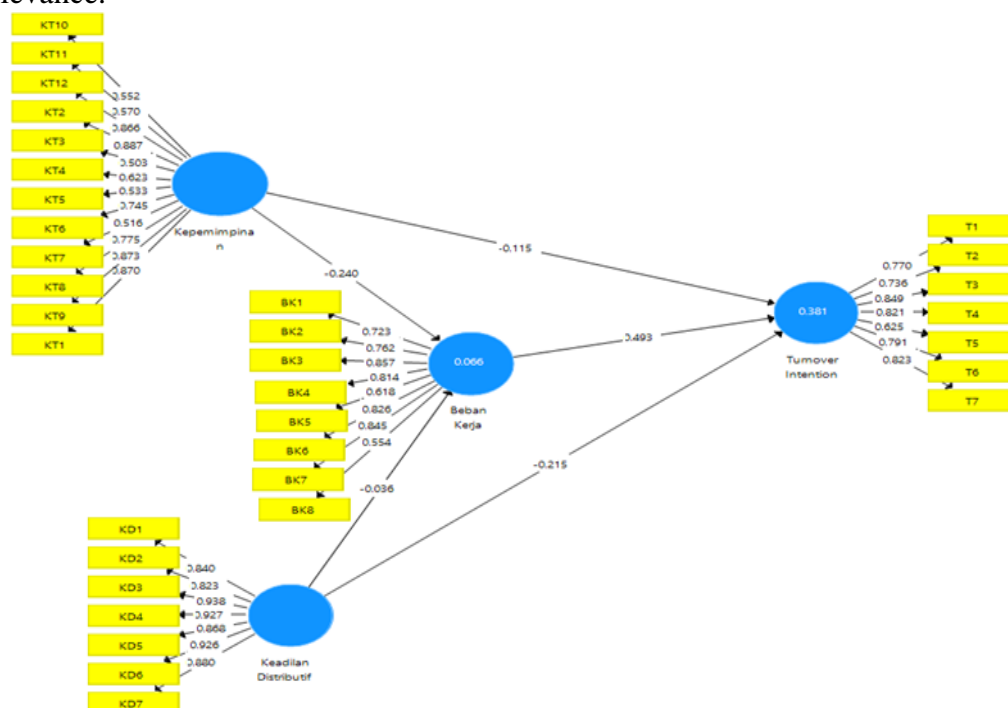 levance.
KT10
KT11
KT12
KT2
KT3
KT4
KT5
KT6
KT7
KT8
KT9
KT1
0.552
0.570
0.866
0.887
0.503
0.623
0.533
0.745
0.516
0.775
0.873
0.870
Kepemimpina
n
-0.115
-0.240
BK1
BK2
BK3
BK4
BK5
BK6
BK7
BK8
0.723
0.762
0.857
0.814
0.618
0.826
0.845
0.554
0.066
Beban
Kerja
0.493
0.381
Turnover
Intention
T1
T2
T3
T4
T5
T6
T7
0.770
0.736
0.849
0.821
0.625
0.791
0.823
-0.036
-0.215
KD1
KD2
KD3
KD4
KD5
KD6
KD7
0.840
0.823
0.938
0.927
0.868
0.926
0.880
Keadilan
Distributif